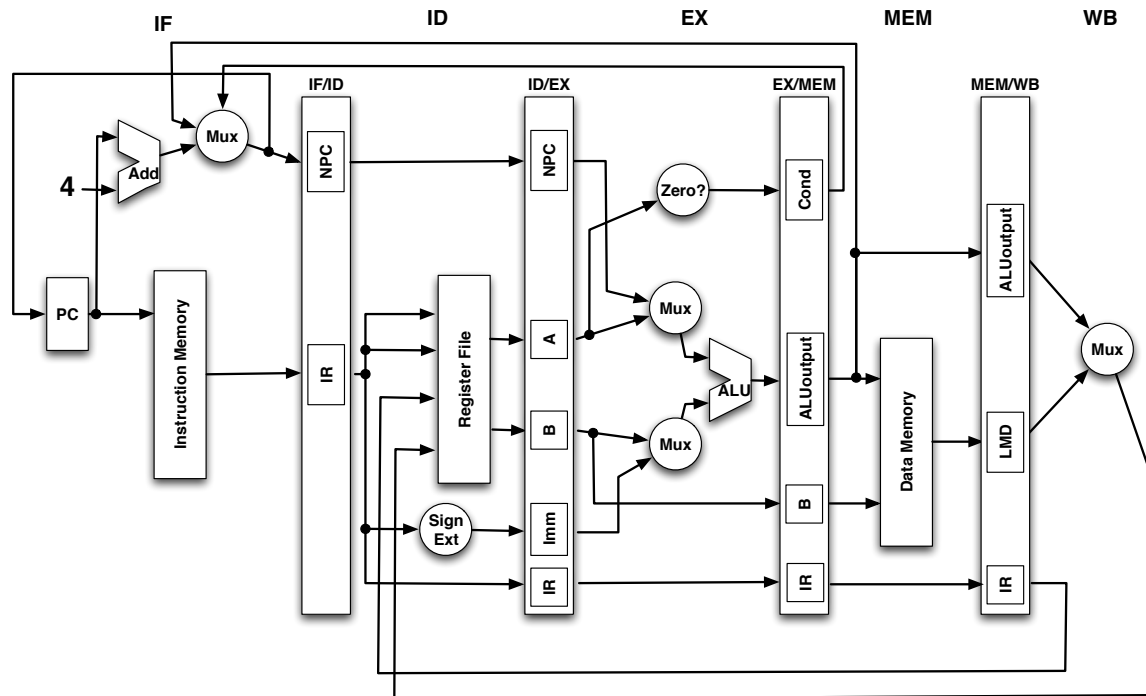 IF
ID
EX
MEM
WB
IF/ID
ID/EX
EX/MEM
MEM/WB
Mux
Add
4
NPC
NPC
Zero?
Cond
ALUoutput
PC
Instruction Memory
IR
Register File
A
B
Mux
ALU
Mux
ALUoutput
Data Memory
LMD
Mux
Sign
Ext
Imm
B
IR
IR
IR